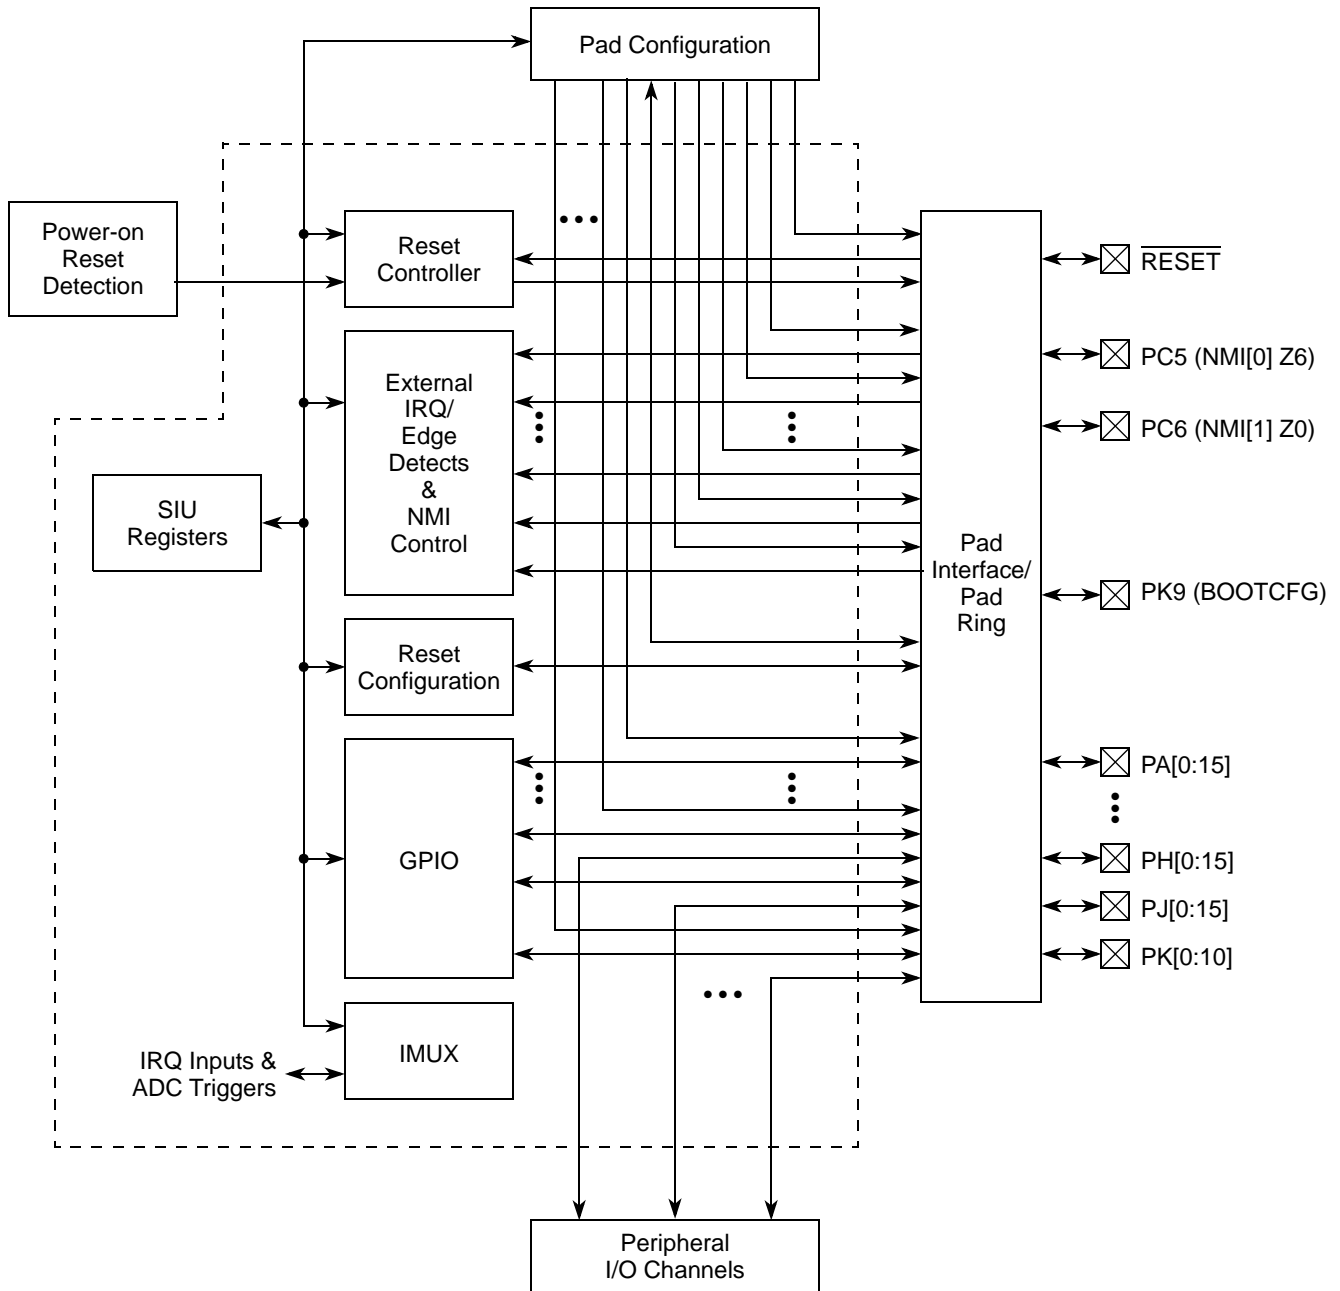 Pad Configuration
Power-on
Reset
Detection
Reset
Controller
RESET
External
IRQ/
Edge
Detects
&
NMI
Control
PC5 (NMI[0] Z6)
PC6 (NMI[1] Z0)
SIU
Registers
Pad
Interface/
Pad
Ring
PK9 (BOOTCFG)
Reset
Configuration
GPIO
PA[0:15]
PH[0:15]
PJ[0:15]
PK[0:10]
IMUX
IRQ Inputs &
ADC Triggers
Peripheral
I/O Channels